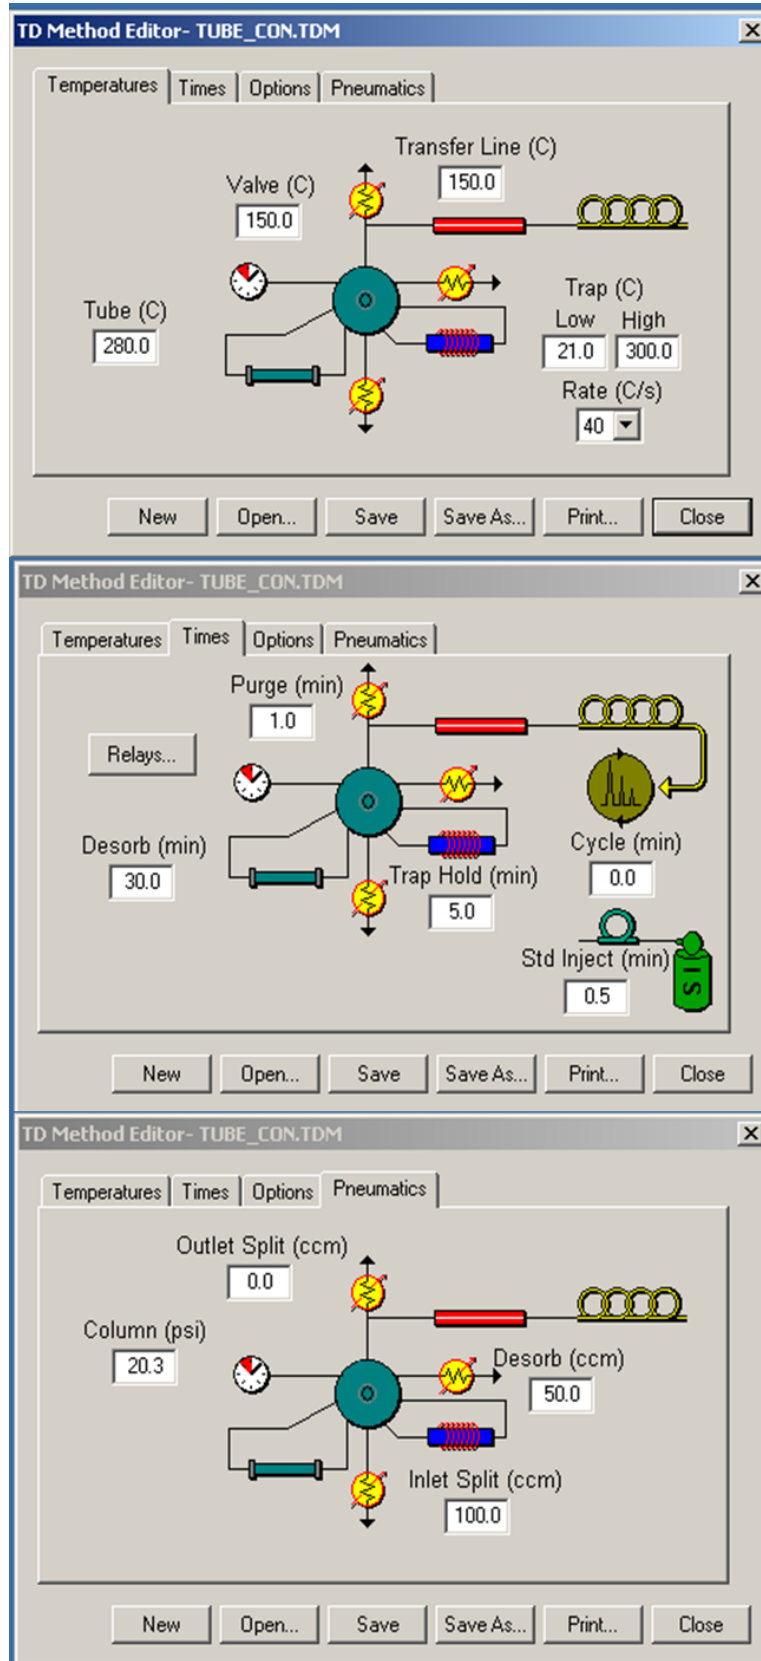 TD Method Editor- TUBE_CON.TDM
Temperatures Times Options Pneumatics
Transfer Line (C)
150.0
Valve (C)
150.0
Tube (C)
280.0
Trap (C)
Low High
21.0 300.0
Rate (C/s)
40
New Open... Save Save As... Print... Close
TD Method Editor- TUBE_CON.TDM
Temperatures Times Options Pneumatics
Purge (min)
1.0
Relays...
Desorb (min)
30.0
Cycle (min)
0.0
Trap Hold (min)
5.0
Std Inject (min)
0.5
IS
New Open... Save Save As... Print... Close
TD Method Editor- TUBE_CON.TDM
Temperatures Times Options Pneumatics
Outlet Split (ccm)
0.0
Column (psi)
20.3
Desorb (ccm)
50.0
Inlet Split (ccm)
100.0
New Open... Save Save As... Print... Close